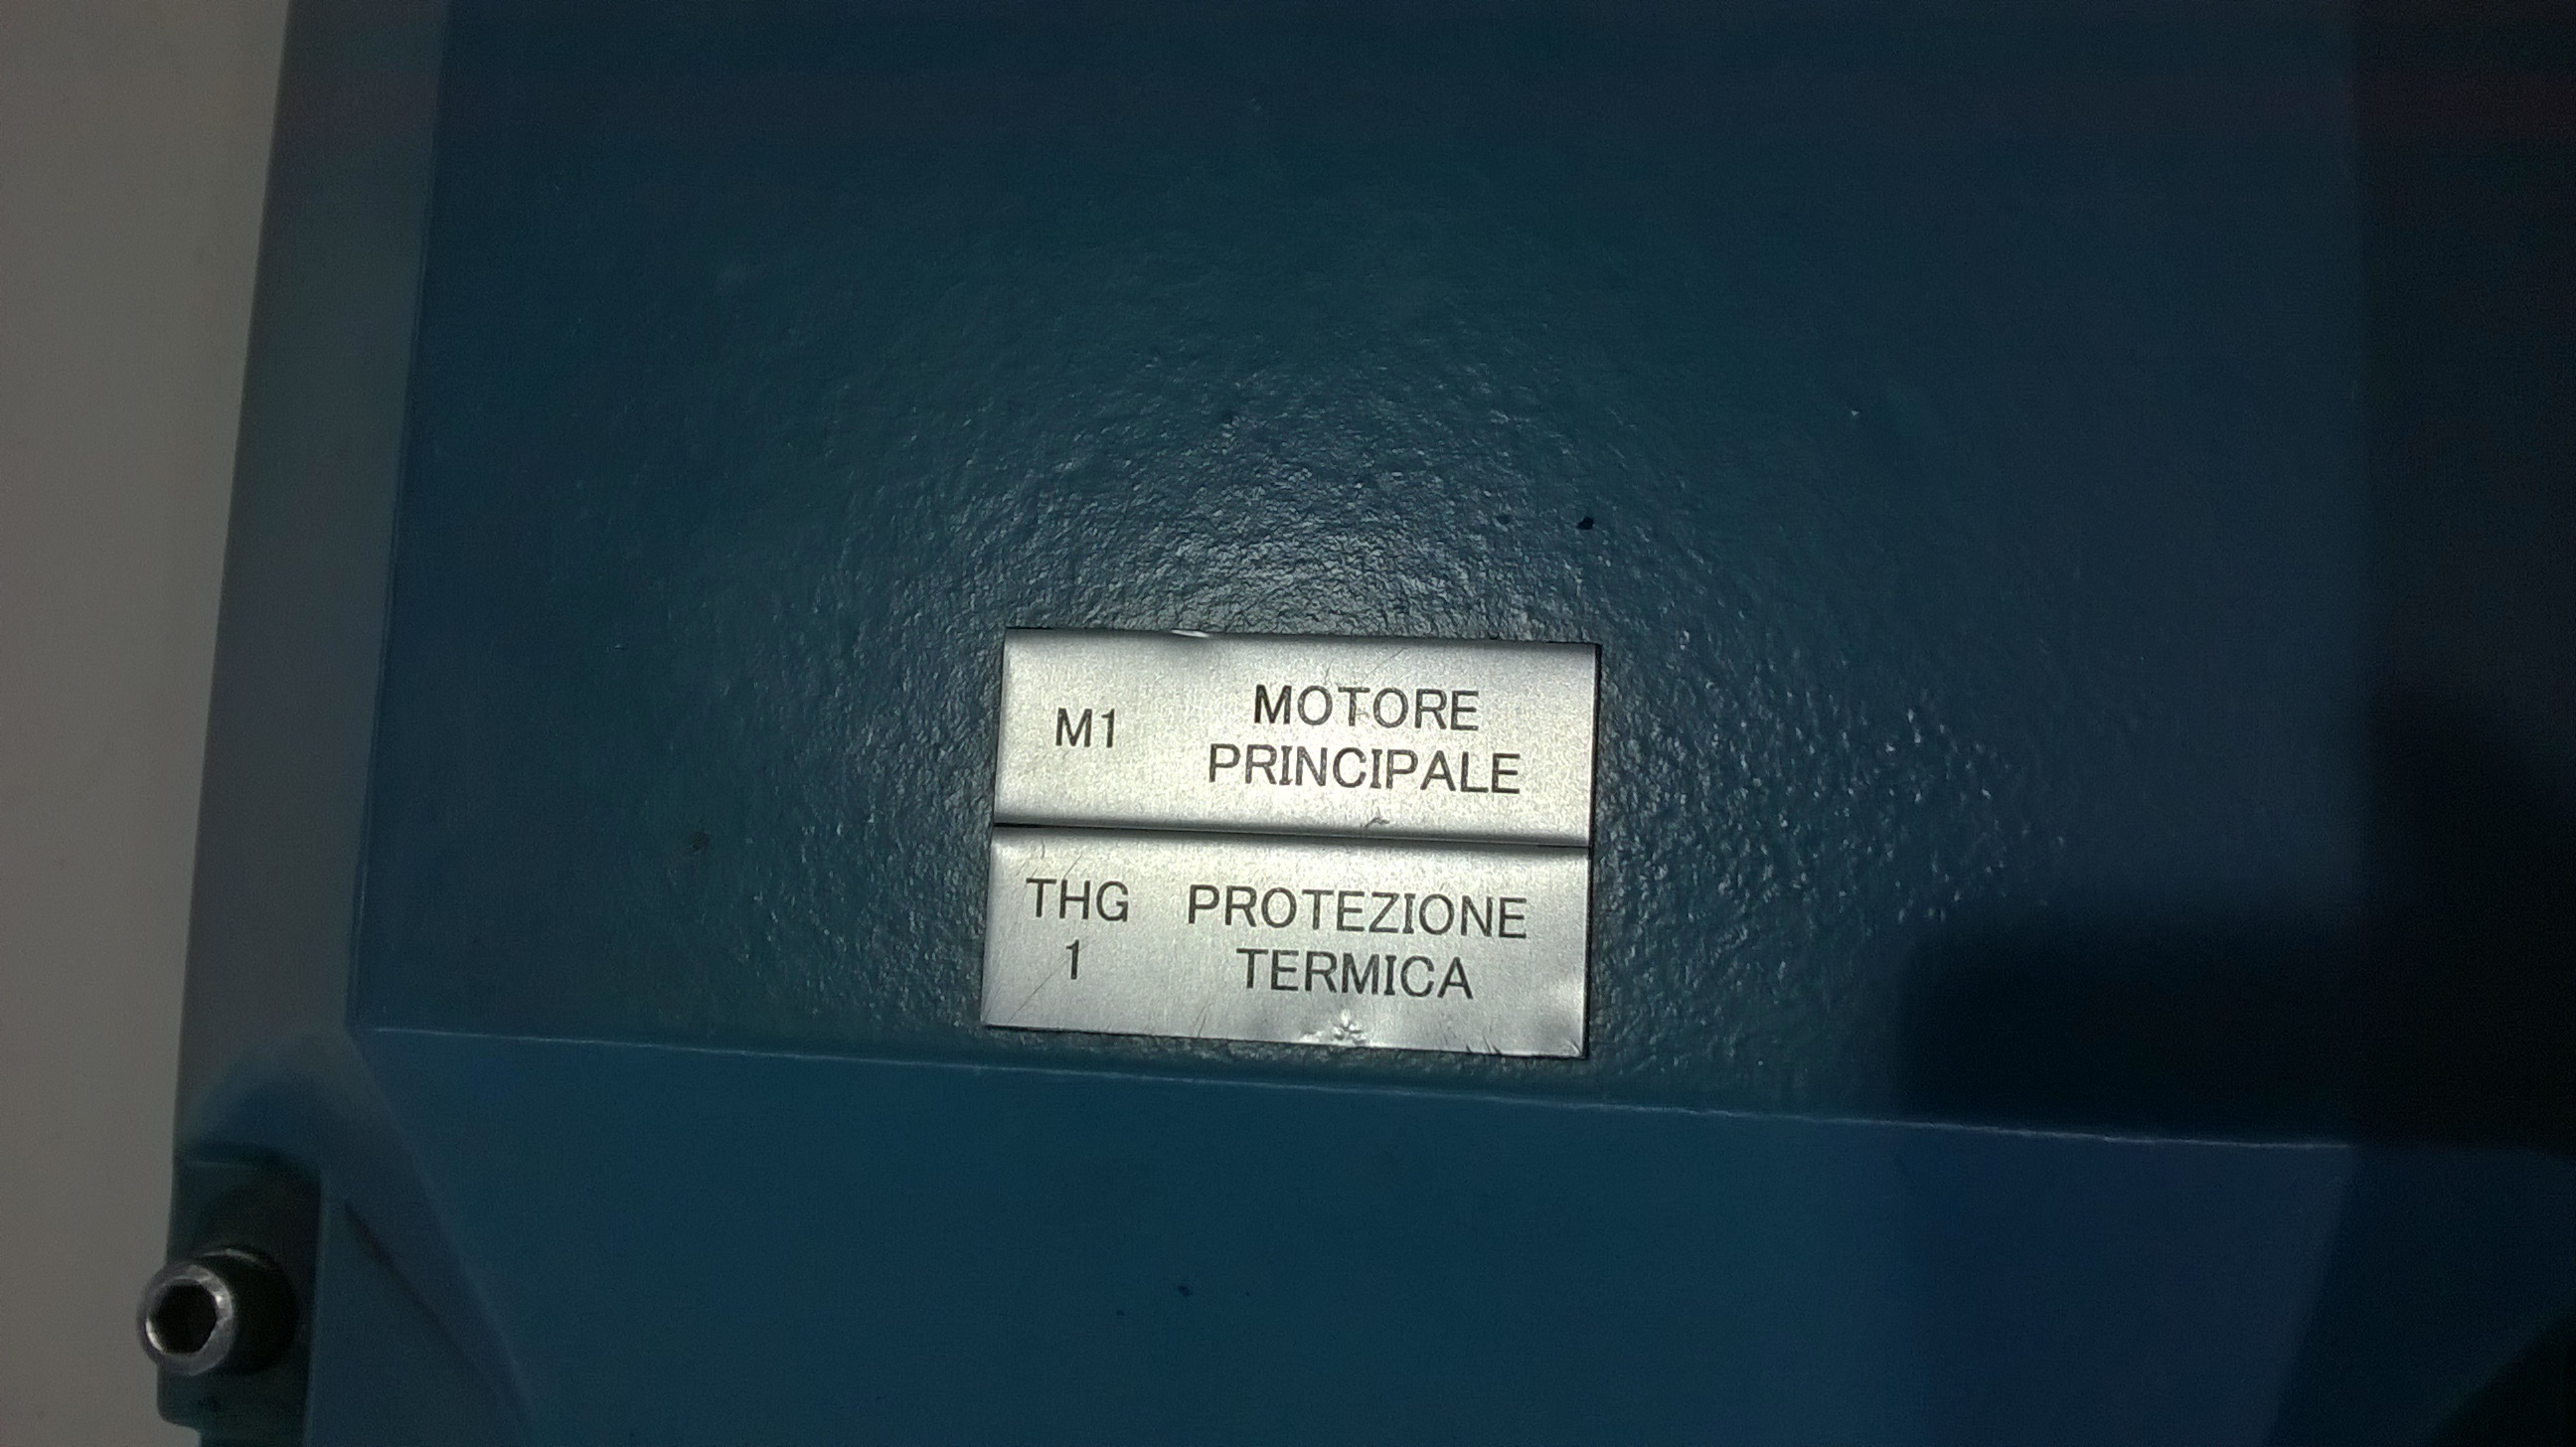 M1 MOTORE
PRINCIPALE
THG PROTEZIONE
1 TERMICA